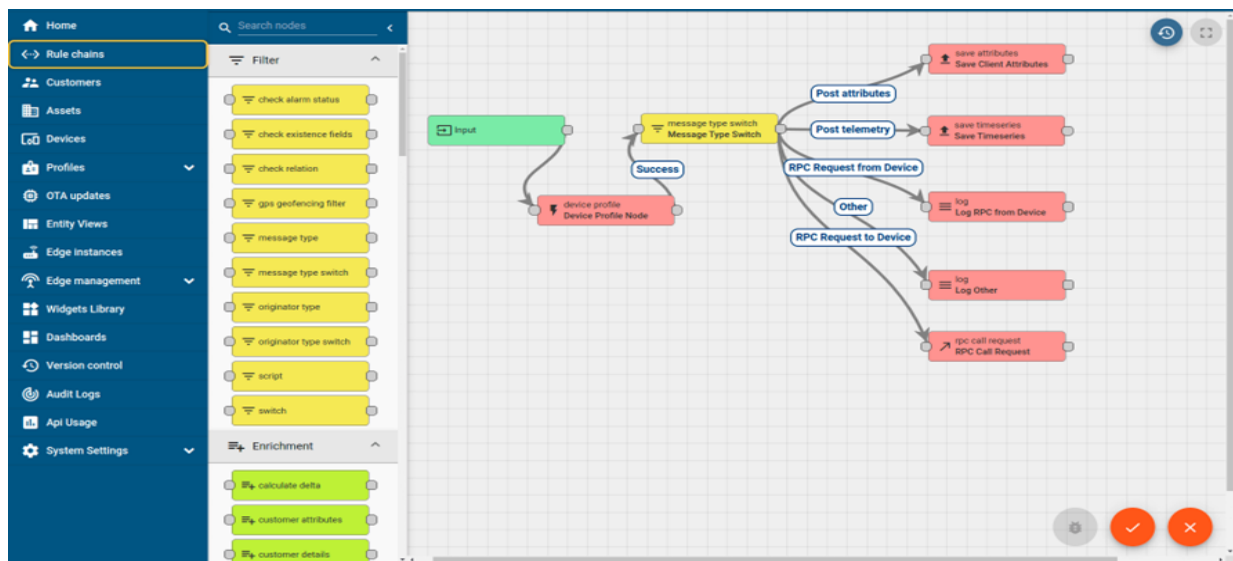 Home
Rule chains
Customers
Assets
Devices
Profiles
OTA updates
Entity Views
Edge instances
Edge management
Widgets Library
Dashboards
Version control
Audit Logs
Api Usage
System Settings
Search nodes
Filter
check alarm status
check existence fields
check relation
gps geofencing filter
message type
message type switch
originator type
originator type switch
script
switch
Enrichment
calculate delta
customer attributes
customer details
Input
device profile
Device Profile Node
Success
message type switch
Message Type Switch
Post attributes
Post telemetry
RPC Request from Device
Other
RPC Request to Device
save attributes
Save Client Attributes
save timeseries
Save Timeseries
log
Log RPC from Device
log
Log Other
rpc call request
RPC Call Request